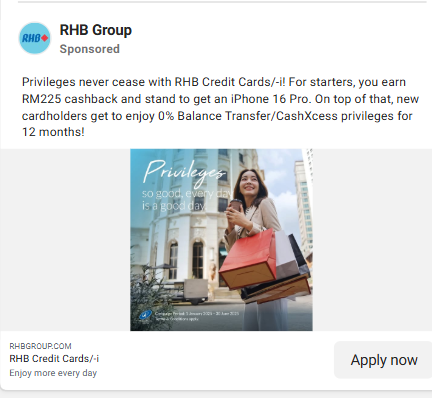 RHB
RHB Group
Sponsored
Privileges never cease with RHB Credit Cards/-i! For starters, you earn
RM225 cashback and stand to get an iPhone 16 Pro. On top of that, new
cardholders get to enjoy 0% Balance Transfer/CashXcess privileges for
12 months!
Privileges
so good, every day
is a good day.
Campaign Period:
RHBGROUP.COM
RHB Credit Cards/-i
Enjoy more every day
Apply now